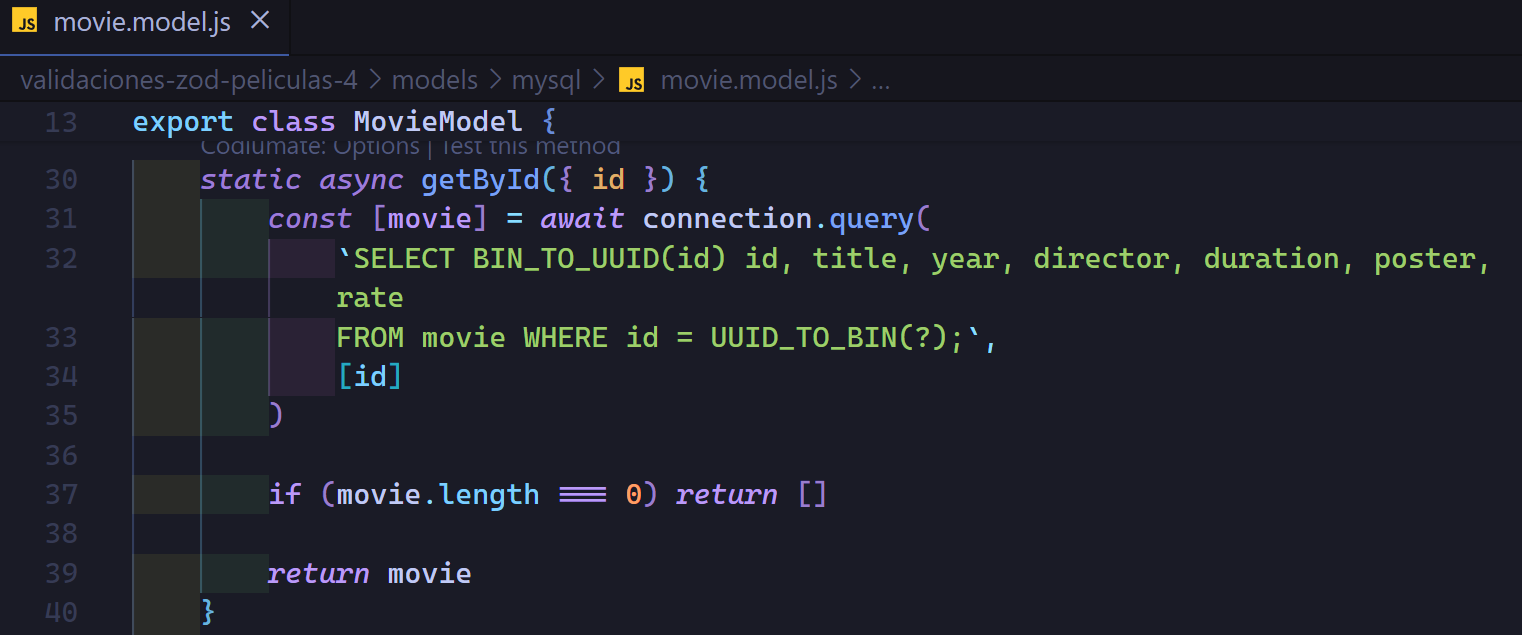 JS movie.model.js ×
validaciones-zod-peliculas-4 > models > mysql > JS movie.model.js > ...
13 export class MovieModel {
Codiumate: Options | Test this method
30 static async getById({ id }) {
31 const [movie] = await connection.query(
32 `SELECT BIN_TO_UUID(id) id, title, year, director, duration, poster,
rate
33 FROM movie WHERE id = UUID_TO_BIN(?);`,
34 [id]
35 )
36
37 if (movie.length === 0) return []
38
39 return movie
40 }